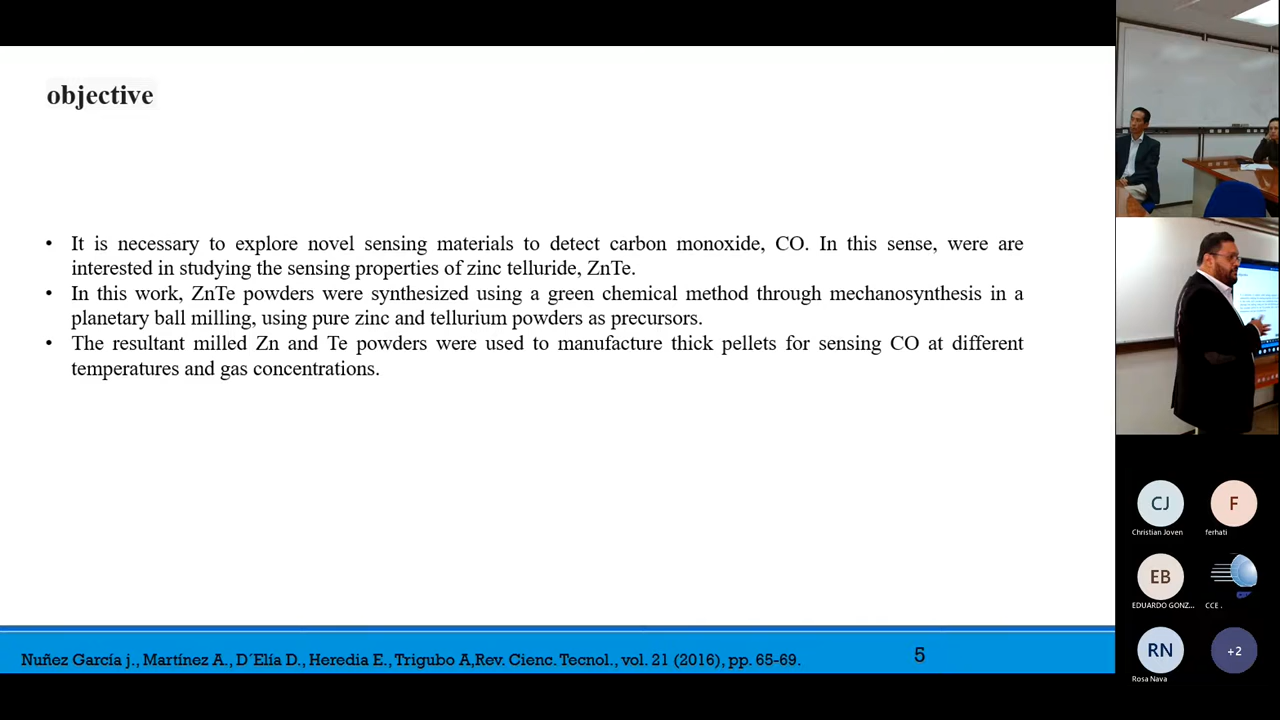 objective
• It is necessary to explore novel sensing materials to detect carbon monoxide, CO. In this sense, were are
interested in studying the sensing properties of zinc telluride, ZnTe.
• In this work, ZnTe powders were synthesized using a green chemical method through mechanosynthesis in a
planetary ball milling, using pure zinc and tellurium powders as precursors.
• The resultant milled Zn and Te powders were used to manufacture thick pellets for sensing CO at different
temperatures and gas concentrations.
Nuñez García j., Martínez A., D´Elía D., Heredia E., Trigubo A,Rev. Cienc. Tecnol., vol. 21 (2016), pp. 65-69.
5
CJ
Christian Joven
F
ferhati
EB
EDUARDO GONZ...
CCE .
RN
Rosa Nava
+2